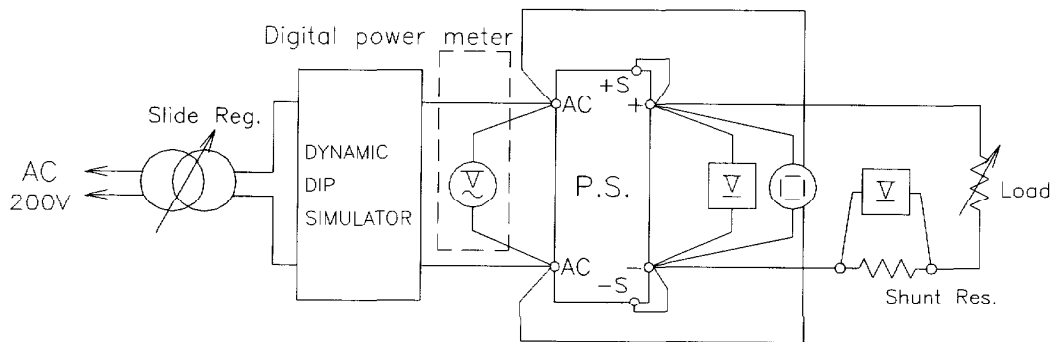 Digital power meter
Slide Reg.
AC
200V
DYNAMIC
DIP
SIMULATOR
V
AC
AC
+S
+
P.S.
−
-S
V
V
Load
Shunt Res.